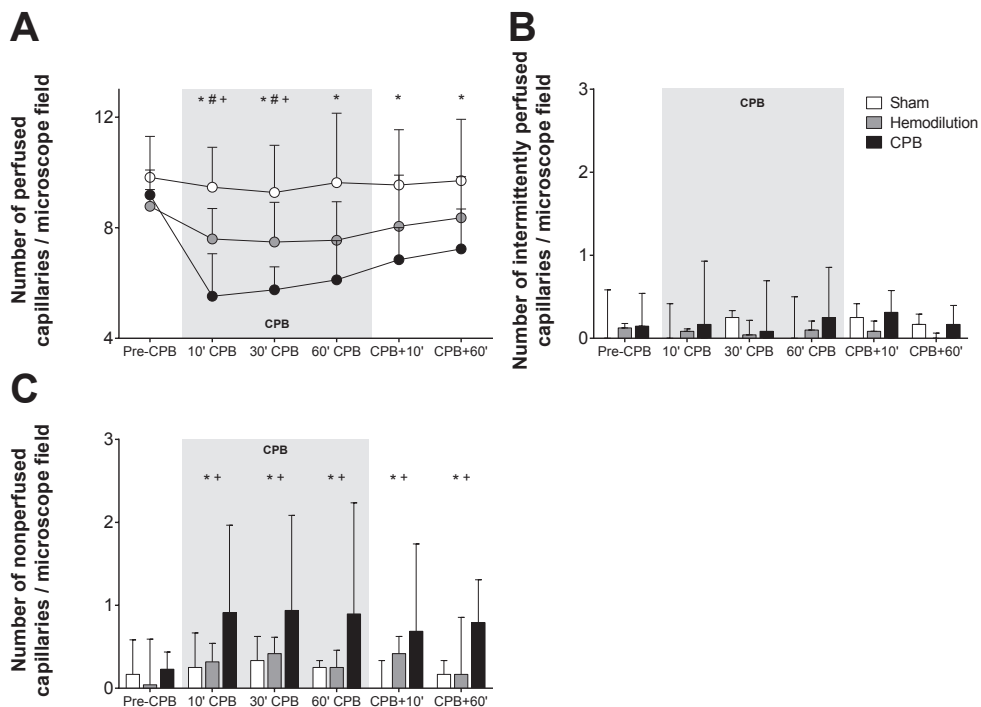 A
Number of perfused
capillaries / microscope field
12
8
4
* # +
* # +
*
*
*
CPB
Pre-CPB 10' CPB 30' CPB 60' CPB CPB+10' CPB+60'
B
Number of intermittently perfused
capillaries / microscope field
3
2
1
0
CPB
Sham
Hemodilution
CPB
Pre-CPB 10' CPB 30' CPB 60' CPB CPB+10' CPB+60'
C
Number of nonperfused
capillaries / microscope field
3
2
1
0
CPB
* +
* +
* +
* +
* +
Pre-CPB 10' CPB 30' CPB 60' CPB CPB+10' CPB+60'